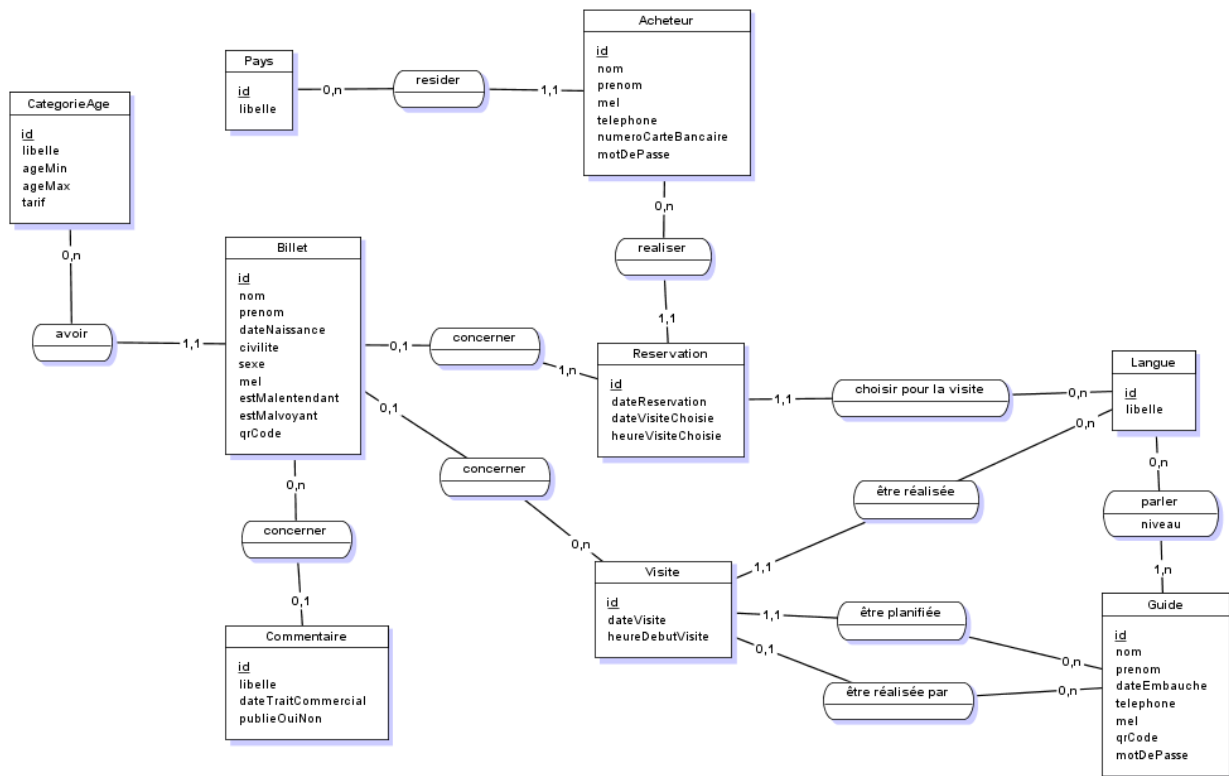 Acheteur
id
nom
prenom
mel
telephone
numeroCarteBancaire
motDePasse
Pays
id
libelle
0,n
resider
1,1
CategorieAge
id
libelle
ageMin
ageMax
tarif
0,n
0,n
realiser
1,1
Billet
id
nom
prenom
dateNaissance
civilite
sexe
mel
estMalentendant
estMalvoyant
qrCode
avoir
1,1
0,1
concerner
1,n
Reservation
id
dateReservation
dateVisiteChoisie
heureVisiteChoisie
1,1
choisir pour la visite
0,n
Langue
id
libelle
0,1
concerner
0,n
0,n
être réalisée
1,1
0,n
parler
niveau
1,n
0,n
concerner
0,1
Visite
id
dateVisite
heureDebutVisite
1,1
être planifiée
0,n
0,1
être réalisée par
0,n
Commentaire
id
libelle
dateTraitCommercial
publieOuiNon
Guide
id
nom
prenom
dateEmbauche
telephone
mel
qrCode
motDePasse